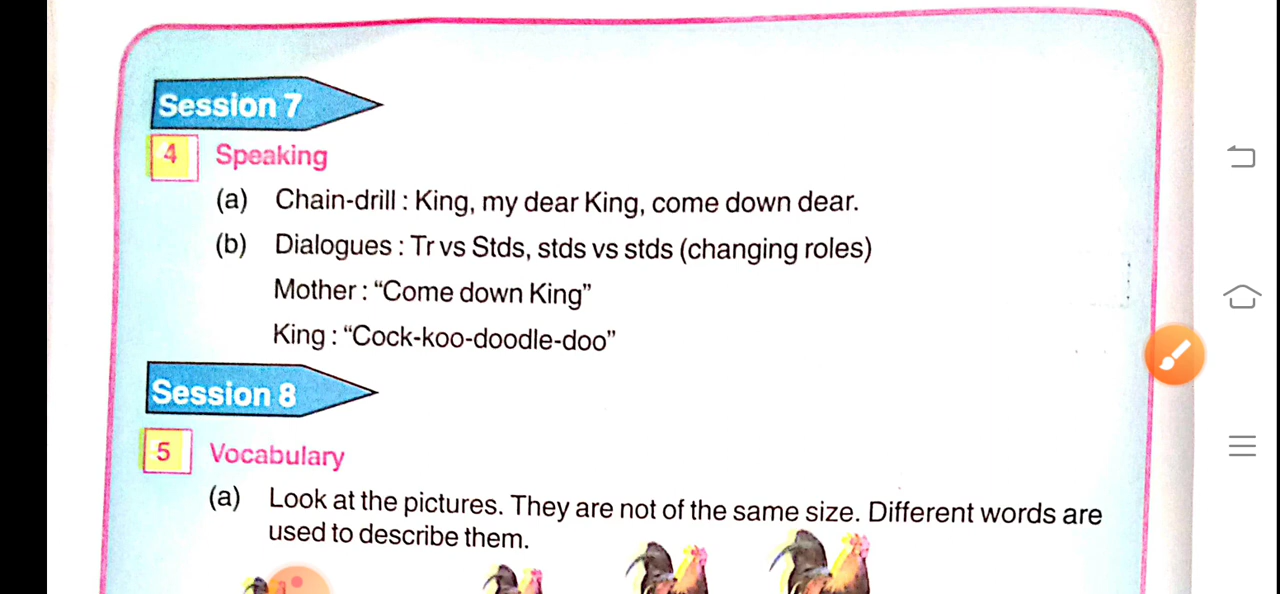 Session 7
4 Speaking
(a) Chain-drill : King, my dear King, come down dear.
(b) Dialogues : Tr vs Stds, stds vs stds (changing roles)
Mother : “Come down King”
King : “Cock-koo-doodle-doo”
Session 8
5 Vocabulary
(a) Look at the pictures. They are not of the same size. Different words are
used to describe them.